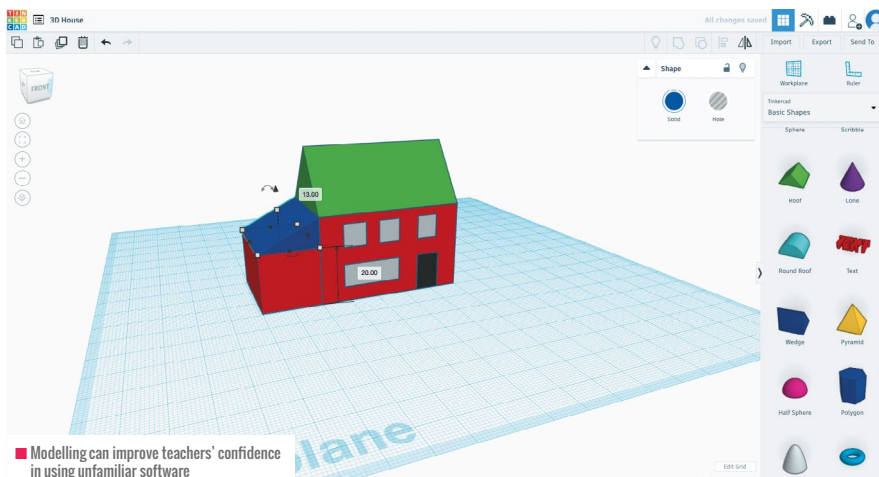 TIN
KER
CAD
3D House
All changes saved
Import
Export
Send To
Shape
Solid
Hole
Workplane
Ruler
Tinkercad
Basic Shapes
Sphere
Scribble
Roof
Cone
Round Roof
Text
Wedge
Pyramid
Half Sphere
Polygon
FRONT
13.00
20.00
plane
Edit Grid
Modelling can improve teachers’ confidence
in using unfamiliar software